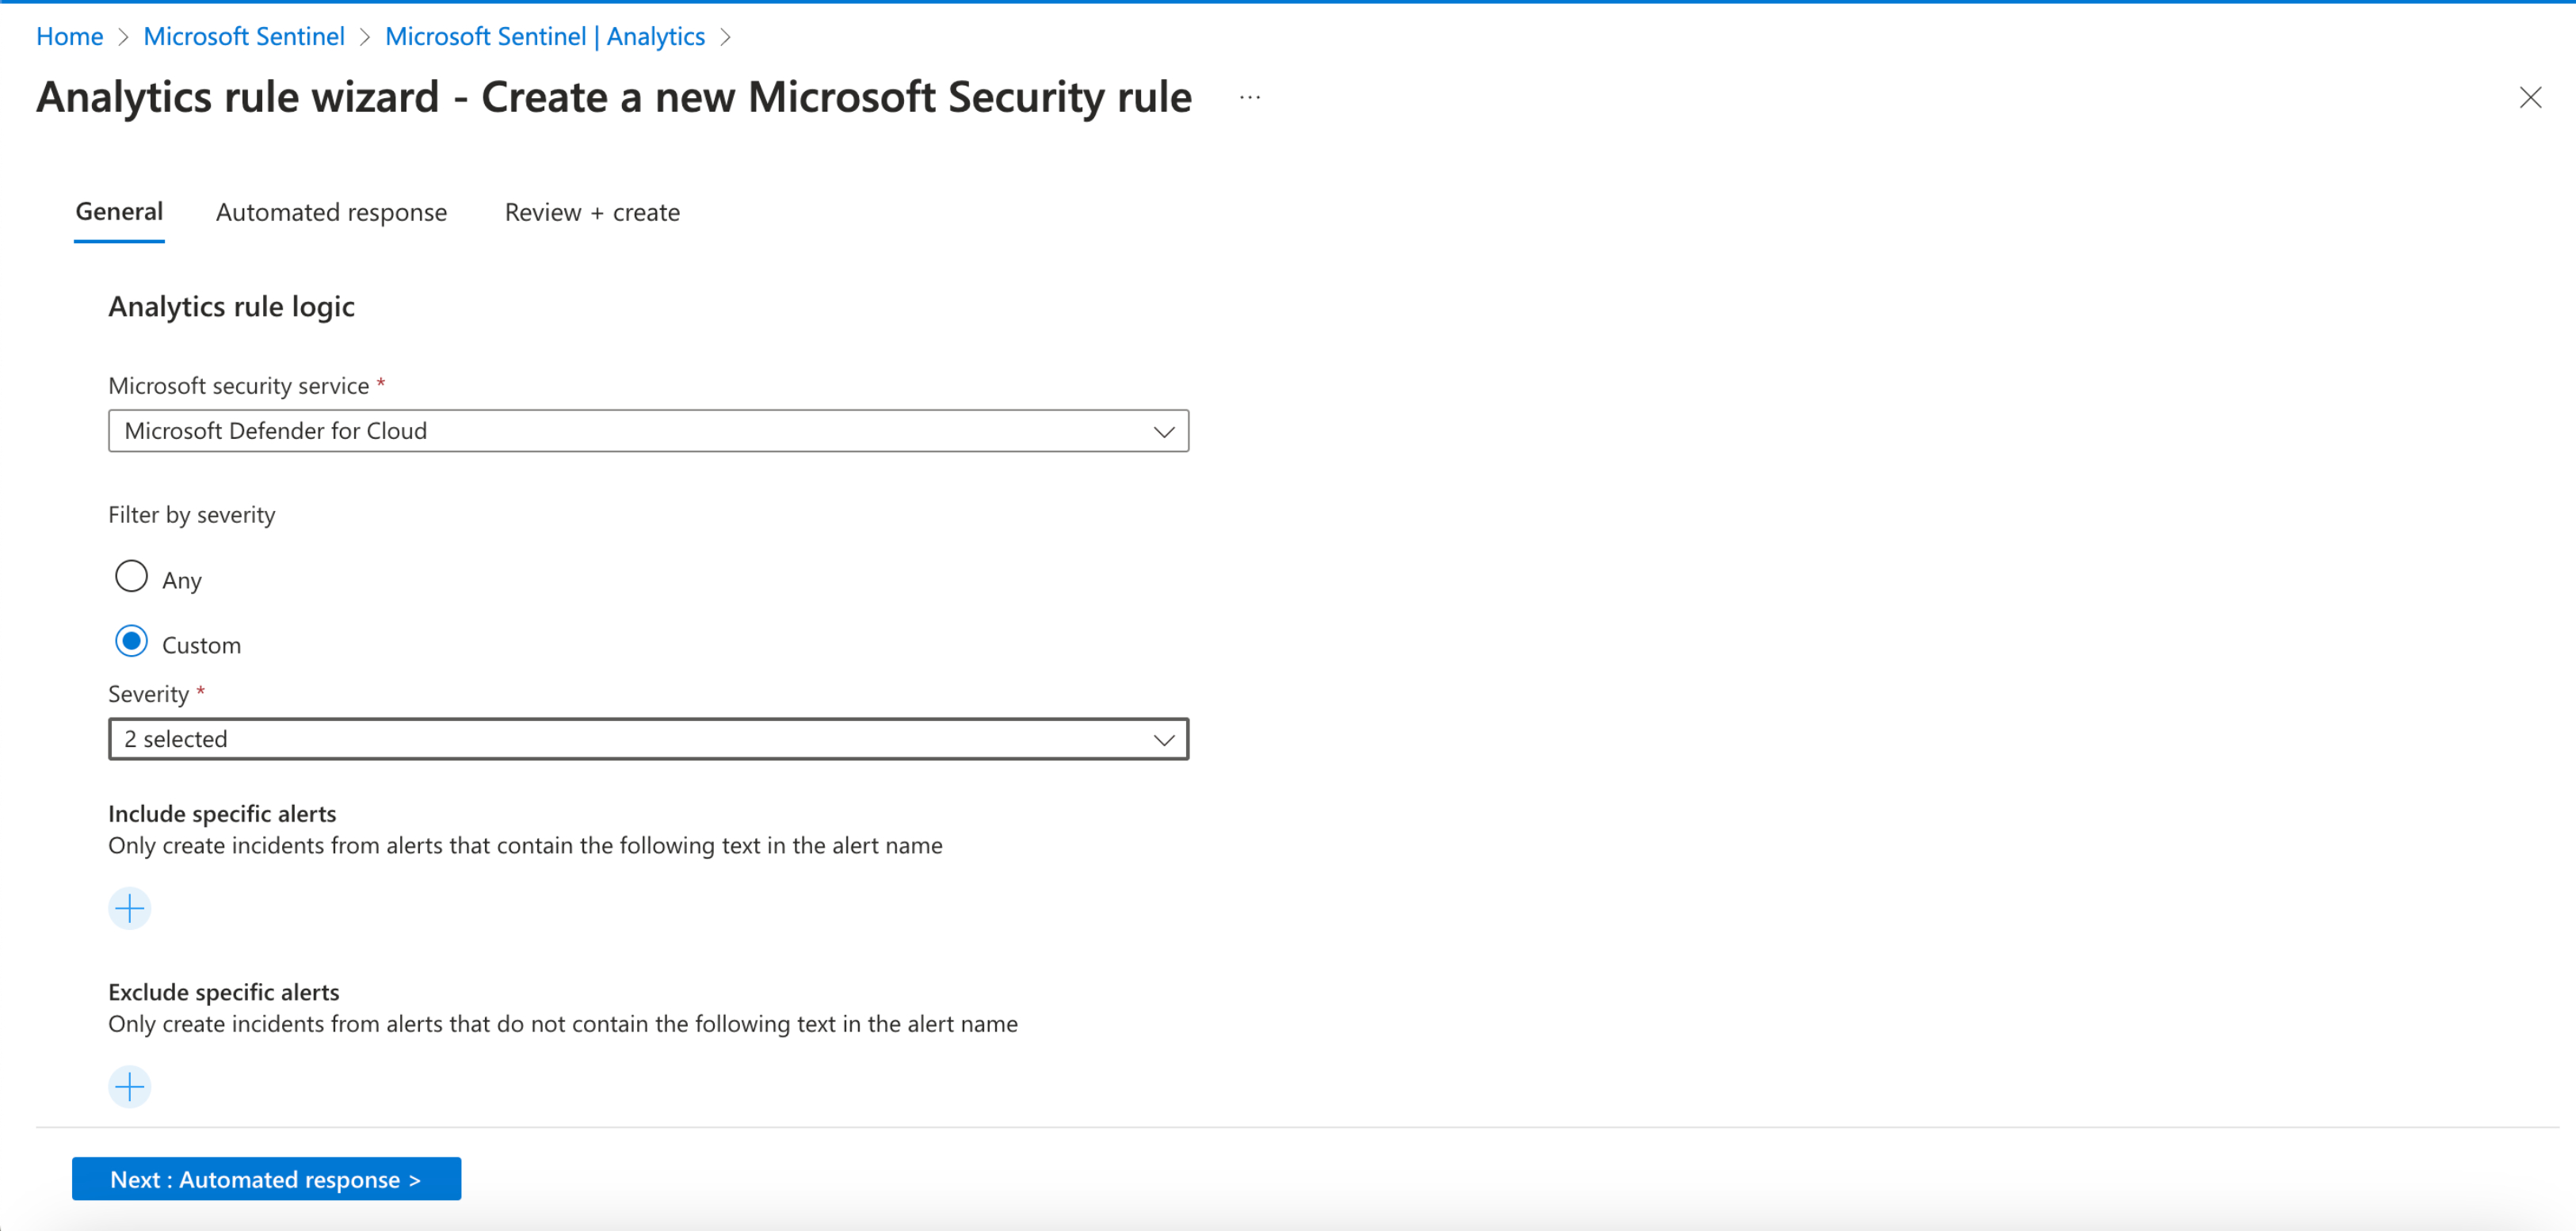 Home > Microsoft Sentinel > Microsoft Sentinel | Analytics >
Analytics rule wizard - Create a new Microsoft Security rule ...
General Automated response Review + create
Analytics rule logic
Microsoft security service *
Microsoft Defender for Cloud
Filter by severity
Any
Custom
Severity *
2 selected
Include specific alerts
Only create incidents from alerts that contain the following text in the alert name
Exclude specific alerts
Only create incidents from alerts that do not contain the following text in the alert name
Next : Automated response >